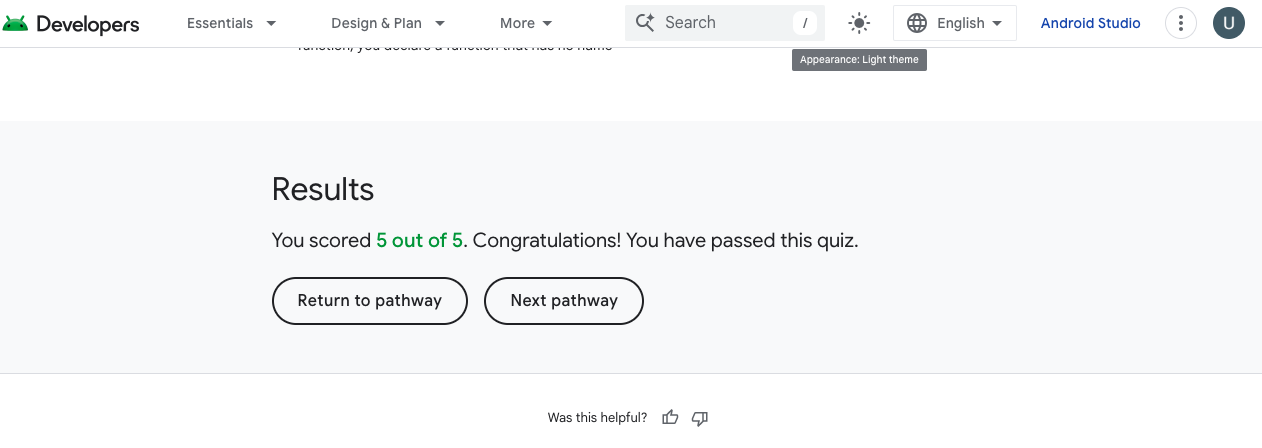 Developers Essentials Design & Plan More Search / English Android Studio U
function, you declare a function that has no name
Appearance: Light theme
Results
You scored 5 out of 5. Congratulations! You have passed this quiz.
Return to pathway Next pathway
Was this helpful?